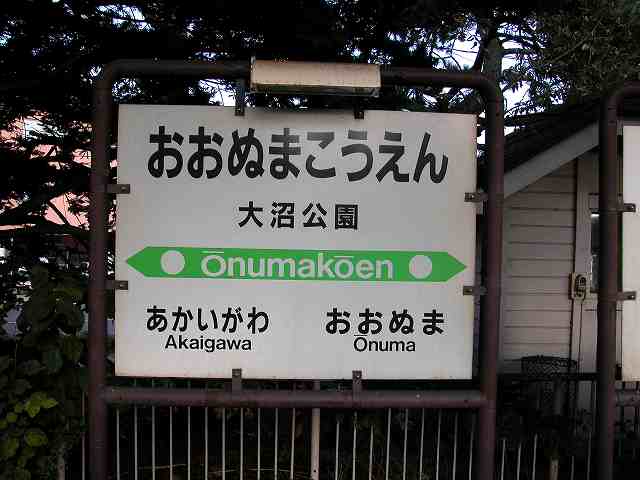 おおぬまこうえん
大沼公園
Ōnumakōen
あかいがわ おおぬま
Akaigawa Ōnuma